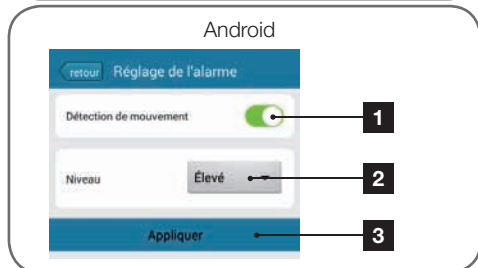 Android
retour Réglage de l'alarme
Détection de mouvement
1
Niveau Élevé
2
Appliquer
3